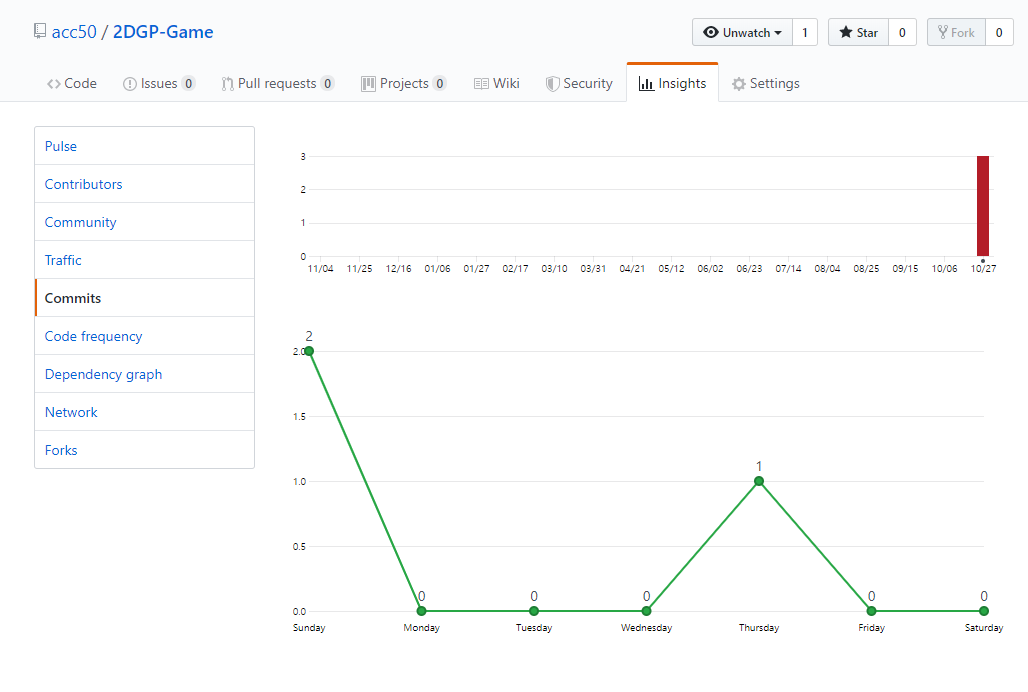 acc50 / 2DGP-Game
Unwatch 1 Star 0 Fork 0
Code Issues 0 Pull requests 0 Projects 0 Wiki Security Insights Settings
Pulse
Contributors
Community
Traffic
Commits
Code frequency
Dependency graph
Network
Forks
3
2
1
0
11/04 11/25 12/16 01/06 01/27 02/17 03/10 03/31 04/21 05/12 06/02 06/23 07/14 08/04 08/25 09/15 10/06 10/27
2
2.0
1.5
1
1.0
0.5
0 0 0 0 0
0.0
Sunday Monday Tuesday Wednesday Thursday Friday Saturday